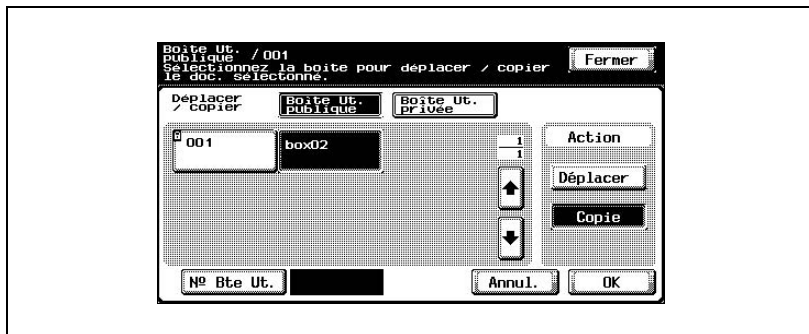 Boîte Ut.
publique / 001
Sélectionnez la boîte pour déplacer / copier
le doc. sélectonné.
Fermer
Déplacer
/ copier
Boîte Ut.
publique
Boîte Ut.
privée
001
box02
1
1
Action
Déplacer
Copie
Nº Bte Ut.
Annul.
OK